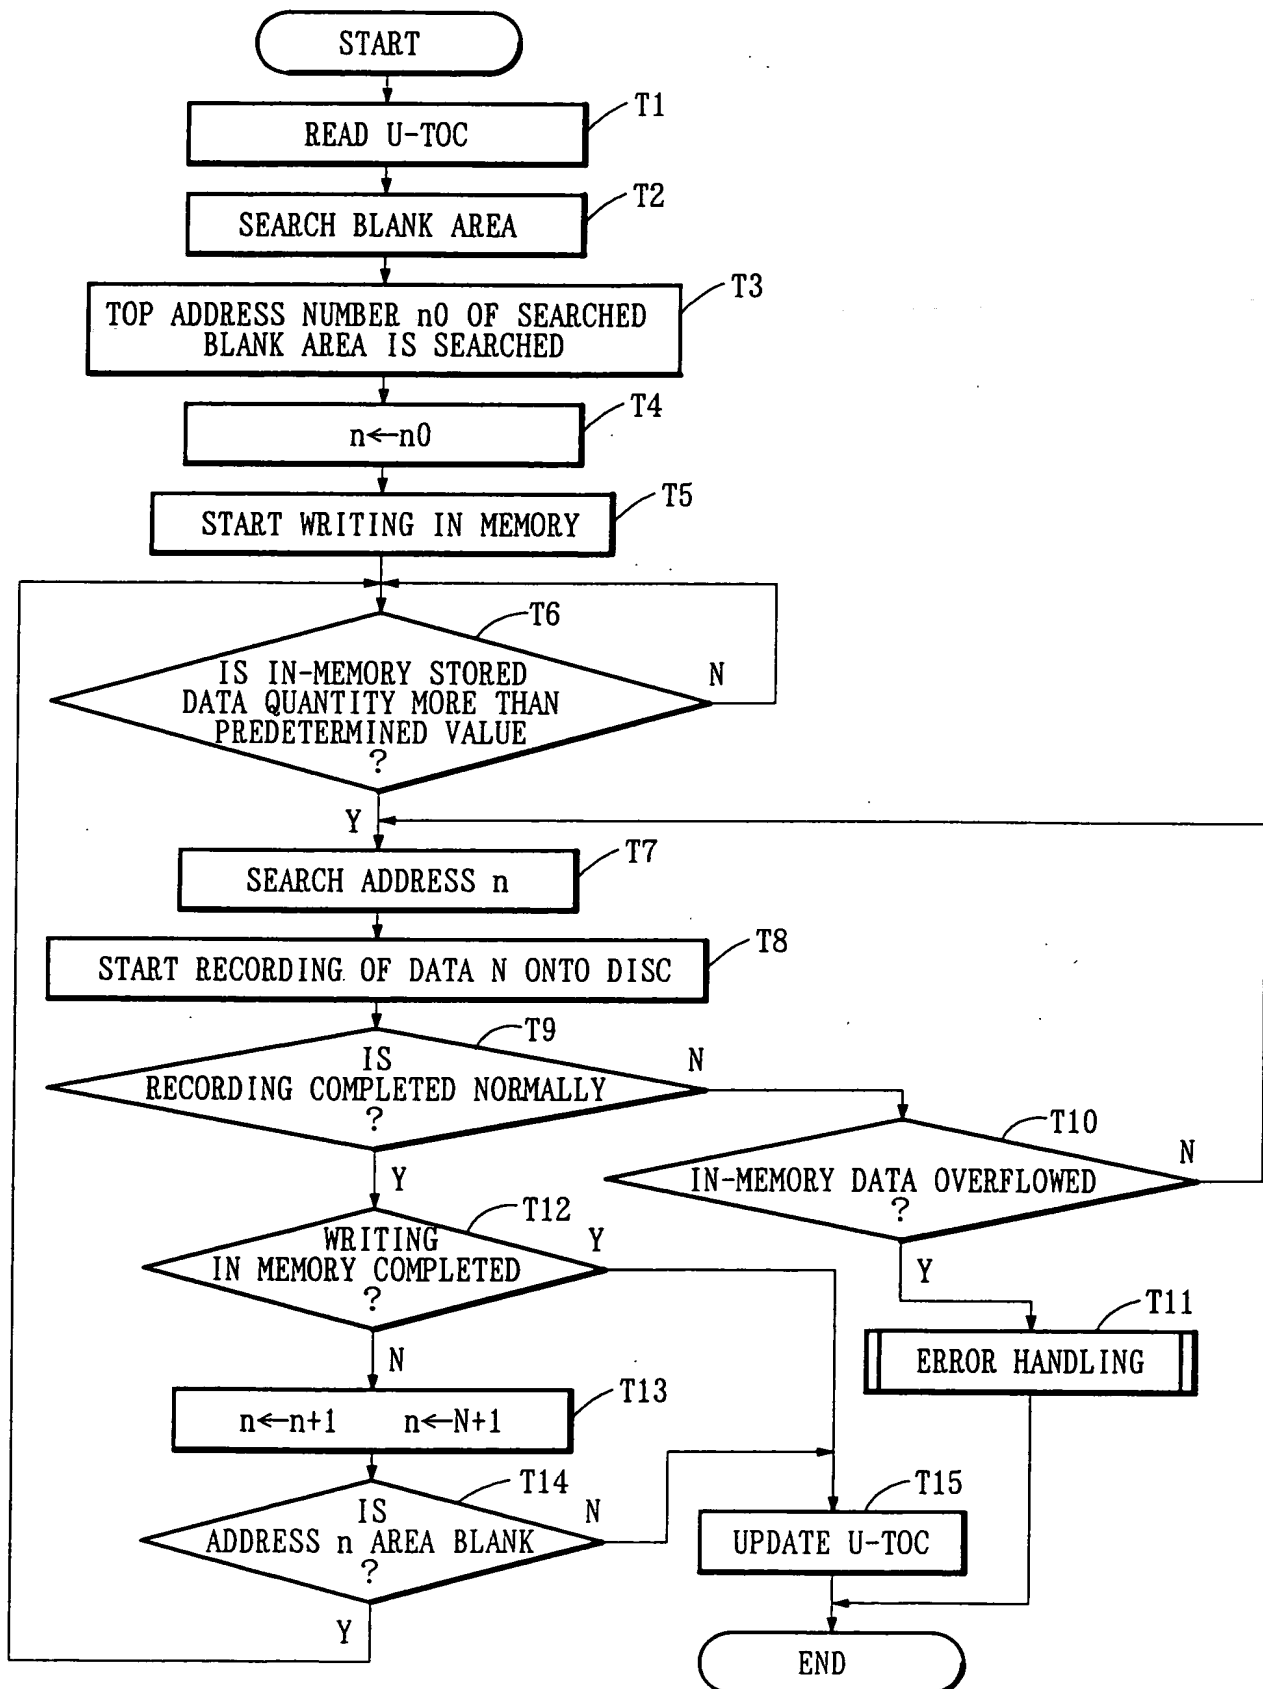 START
T1
READ U-TOC
T2
SEARCH BLANK AREA
T3
TOP ADDRESS NUMBER n0 OF SEARCHED
BLANK AREA IS SEARCHED
T4
n←n0
T5
START WRITING IN MEMORY
T6
IS IN-MEMORY STORED
DATA QUANTITY MORE THAN
PREDETERMINED VALUE
?
N
Y
T7
SEARCH ADDRESS n
T8
START RECORDING OF DATA N ONTO DISC
T9
IS
RECORDING COMPLETED NORMALLY
?
N
Y
T10
IN-MEMORY DATA OVERFLOWED
?
N
Y
T11
ERROR HANDLING
T12
WRITING
IN MEMORY COMPLETED
?
Y
N
T13
n←n+1 n←N+1
T14
IS
ADDRESS n AREA BLANK
?
N
Y
T15
UPDATE U-TOC
END